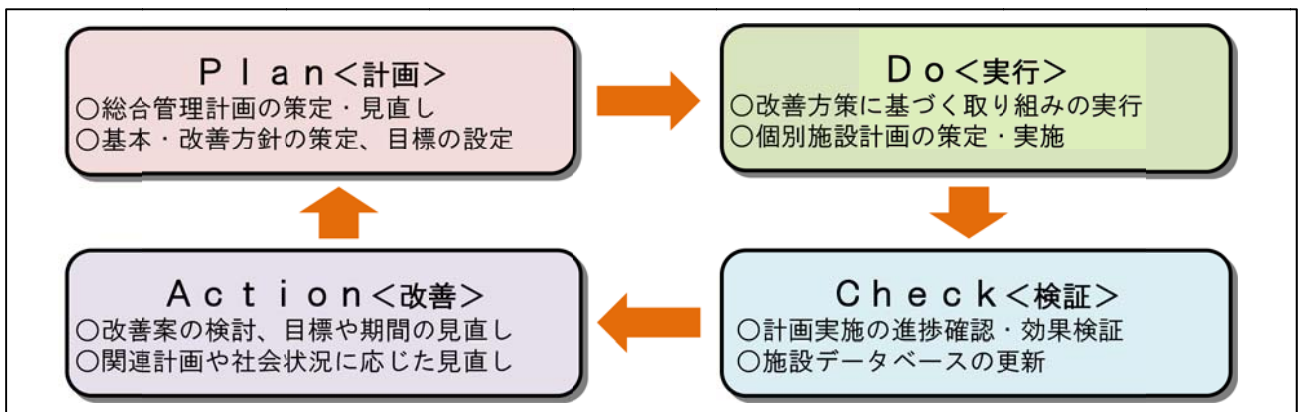 Plan<計画>
○総合管理計画の策定・見直し
○基本・改善方針の策定、目標の設定
Do<実行>
○改善方策に基づく取り組みの実行
○個別施設計画の策定・実施
Action<改善>
○改善案の検討、目標や期間の見直し
○関連計画や社会状況に応じた見直し
Check<検証>
○計画実施の進捗確認・効果検証
○施設データベースの更新